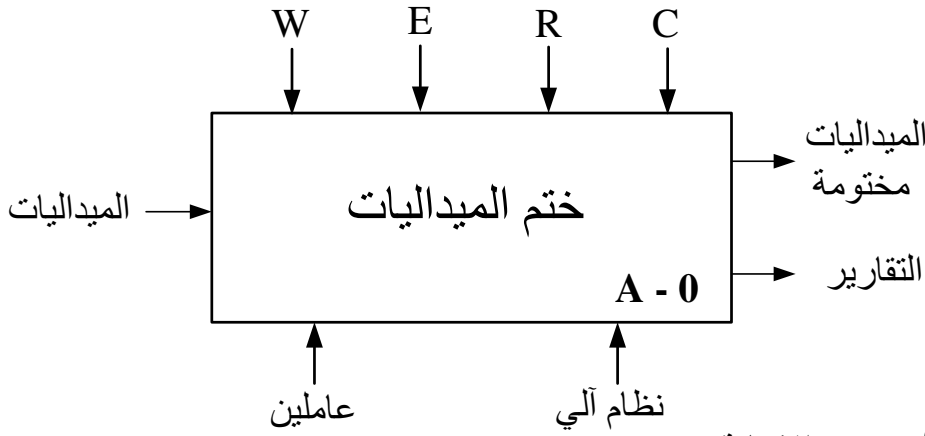 W E R C
الميداليات
مختومة
ختم الميداليات
الميداليات
التقارير
A - 0
نظام آلي
عاملين